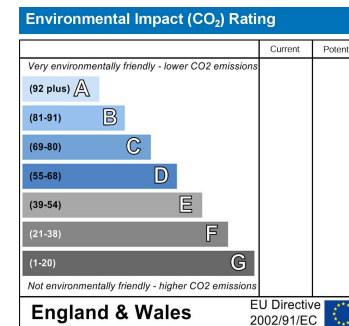 Environmental Impact (CO₂) Rating
Current Potent
Very environmentally friendly - lower CO2 emissions
(92 plus) A
(81-91) B
(69-80) C
(55-68) D
(39-54) E
(21-38) F
(1-20) G
Not environmentally friendly - higher CO2 emissions
England & Wales
EU Directive
2002/91/EC